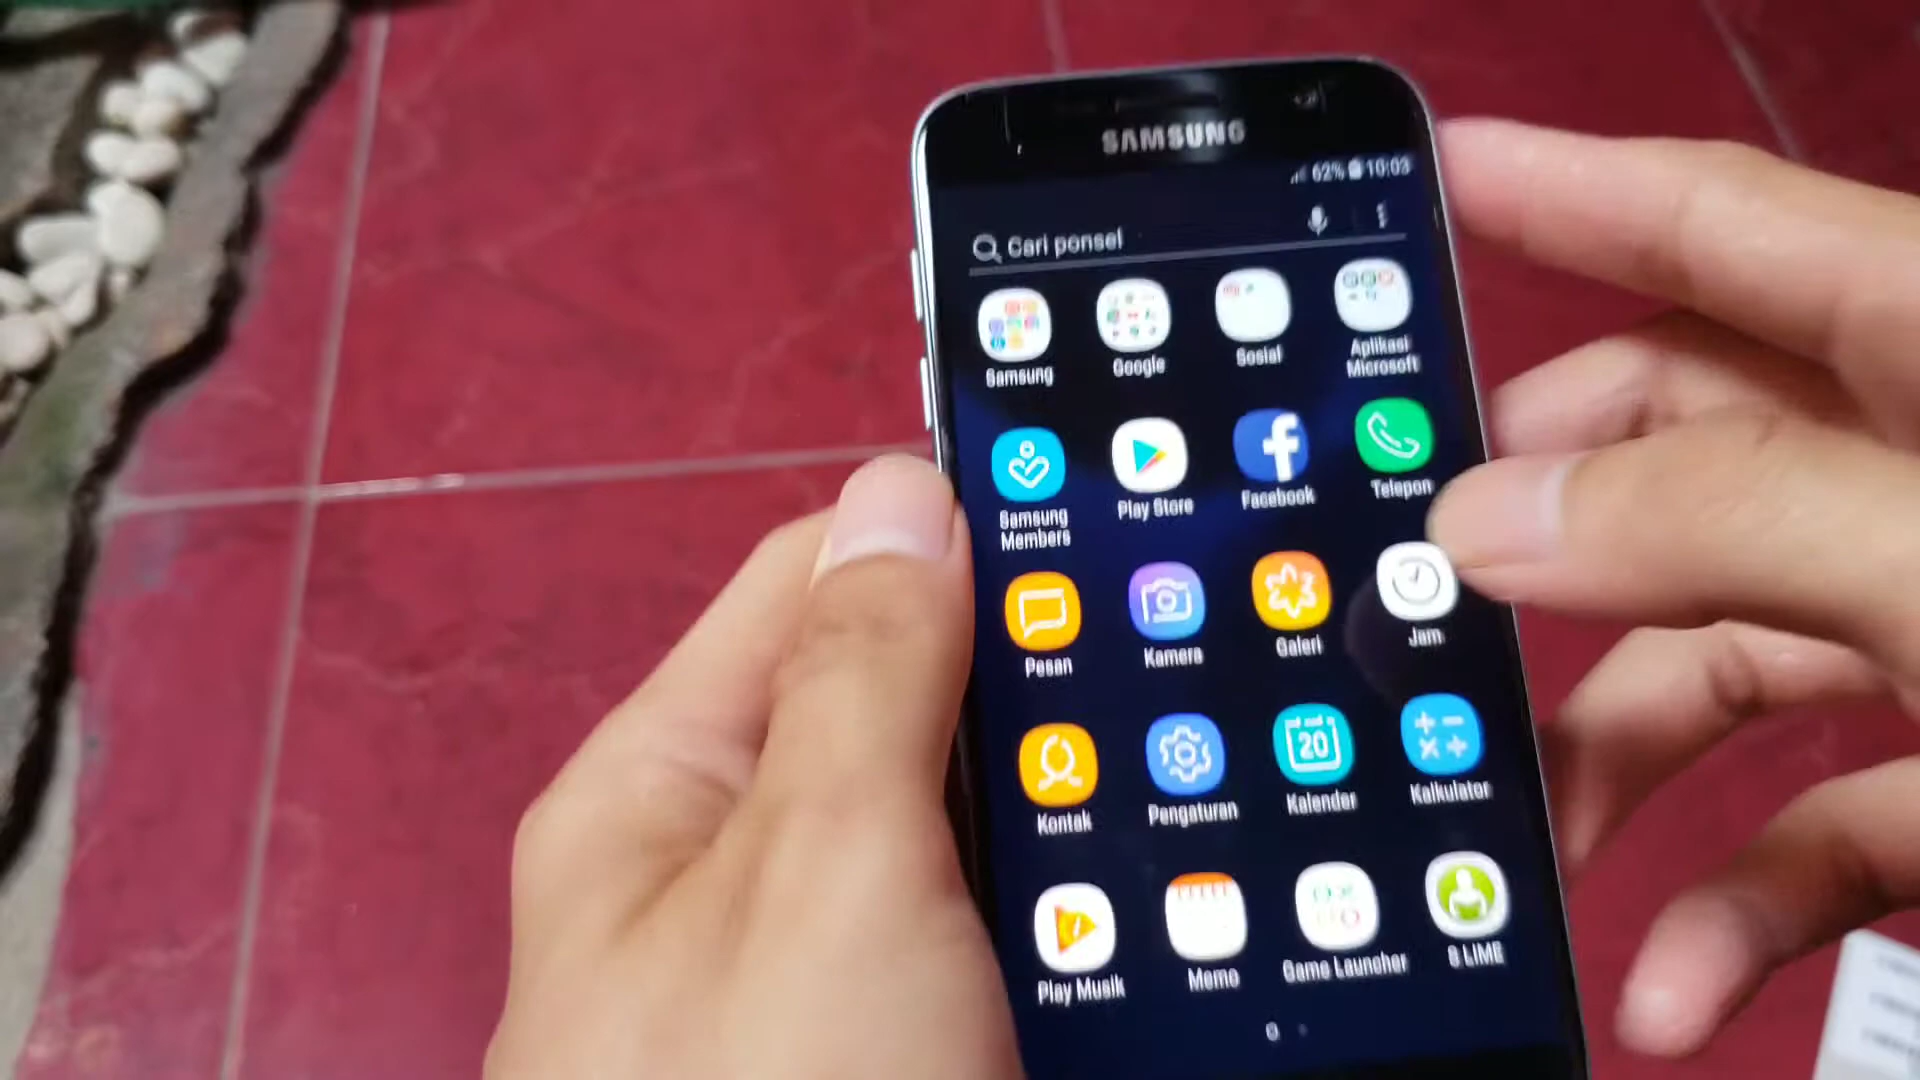 SAMSUNG
62% 10:03
Cari ponsel
Samsung
Google
Sosial
Aplikasi
Microsoft
Samsung
Members
Play Store
Facebook
Telepon
Pesan
Kamera
Galeri
Jam
Kontak
Pengaturan
20
Kalender
Kalkulator
Play Musik
Memo
Game Launcher
S LIME